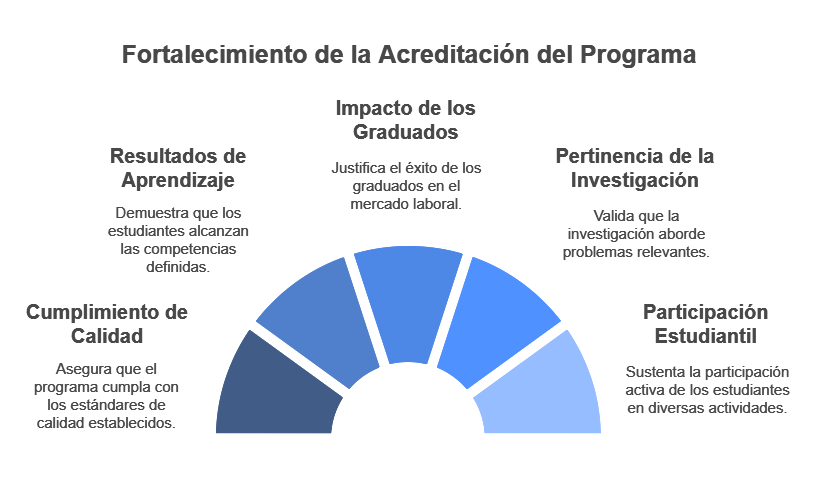 Fortalecimiento de la Acreditación del Programa
Impacto de los
Graduados
Justifica el éxito de los
graduados en el
mercado laboral.
Resultados de
Aprendizaje
Demuestra que los
estudiantes alcanzan
las competencias
definidas.
Pertinencia de la
Investigación
Valida que la
investigación aborde
problemas relevantes.
Cumplimiento de
Calidad
Asegura que el
programa cumpla con
los estándares de
calidad establecidos.
Participación
Estudiantil
Sustenta la participación
activa de los estudiantes
en diversas actividades.